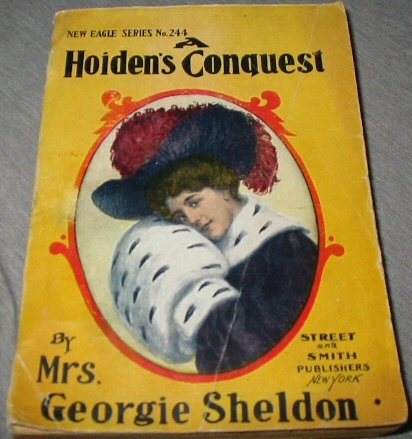 NEW EAGLE SERIES No. 244
A
Hoiden's Conquest
By
Mrs.
Georgie Sheldon
STREET
and
SMITH
PUBLISHERS
NEW YORK